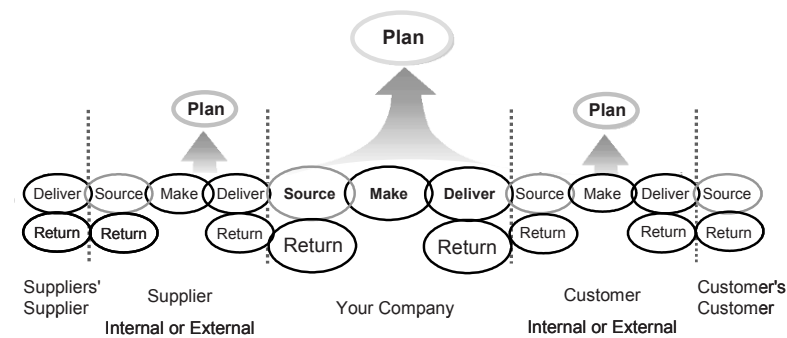 Plan
Plan
Plan
Deliver Source Make Deliver Source Make Deliver Source Make Deliver Source
Return Return Return Return Return Return Return Return
Suppliers' Supplier
Supplier
Internal or External
Your Company
Customer
Internal or External
Customer's Customer